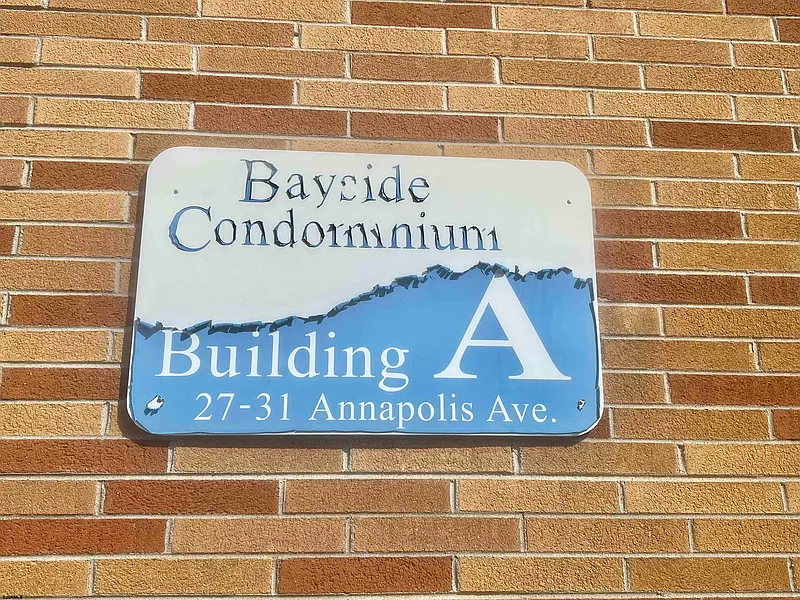 Bayside
Condominium
Building A
27-31 Annapolis Ave.